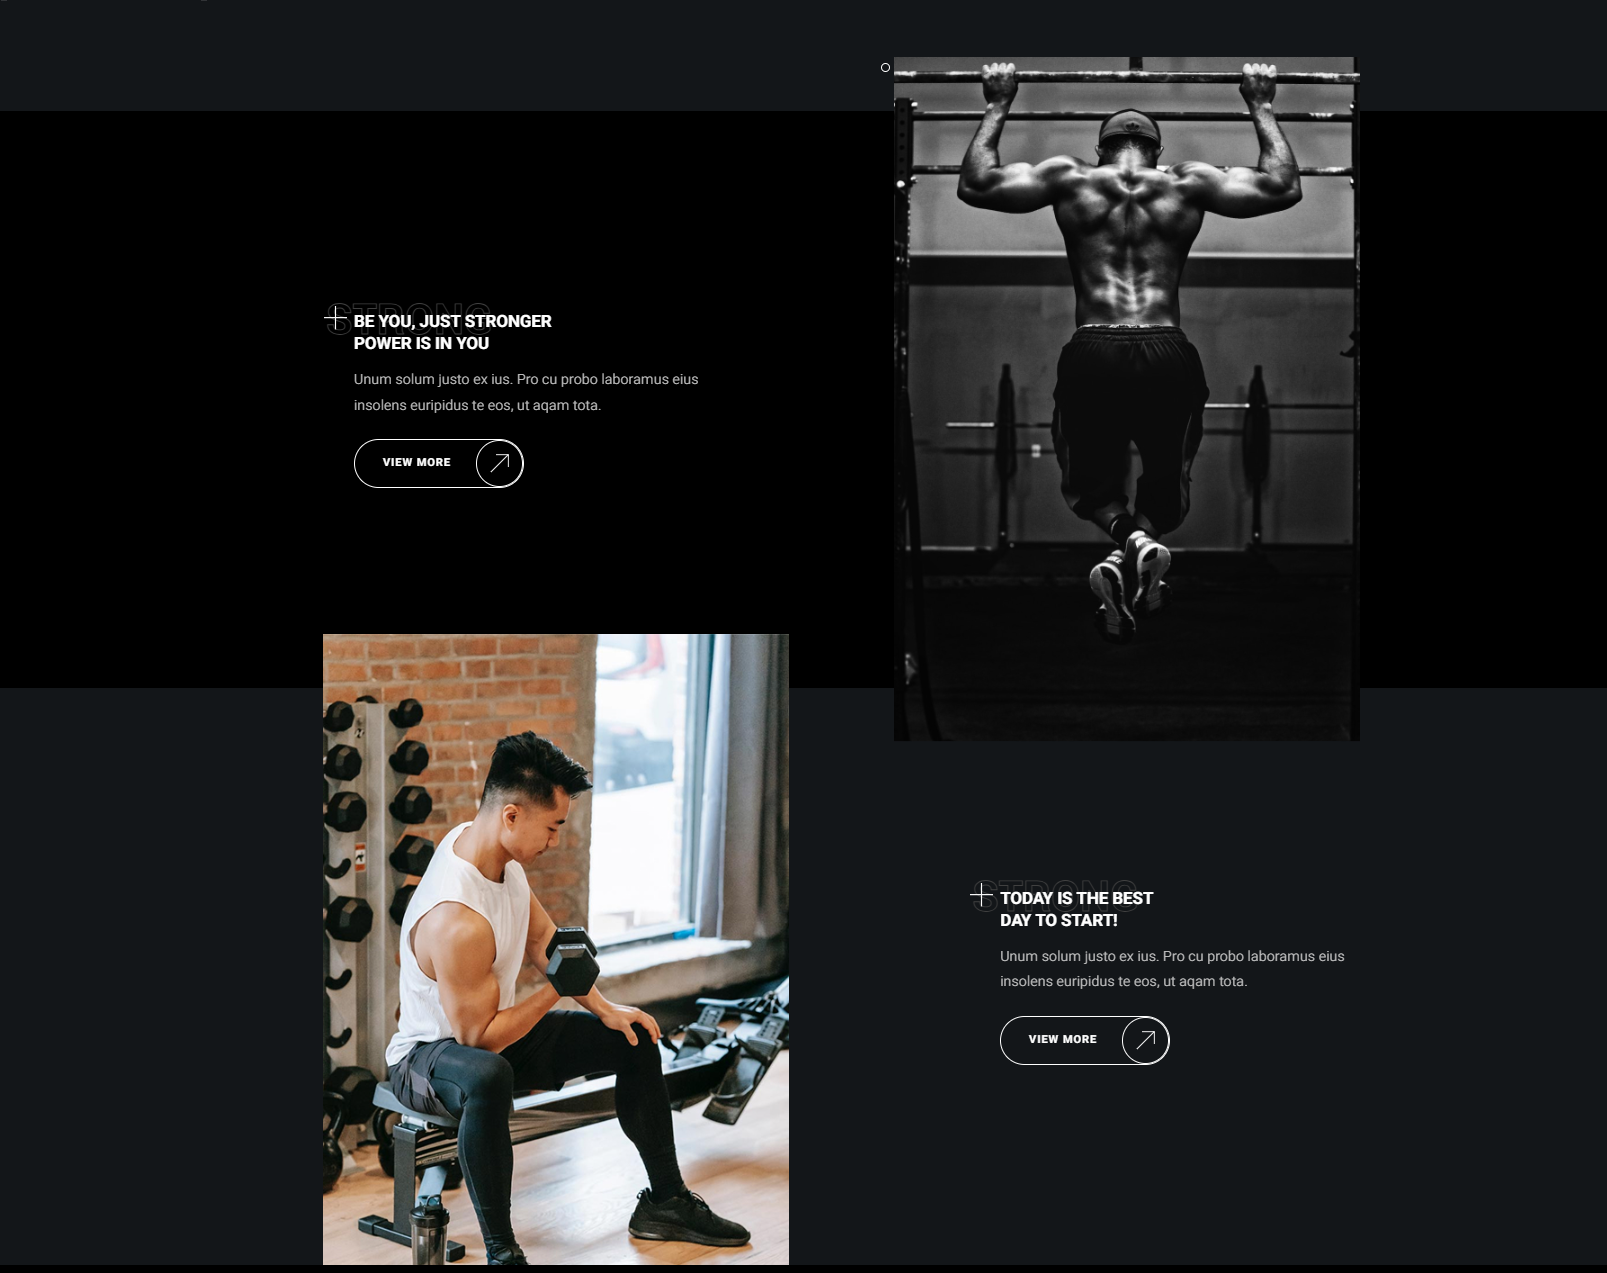 STRONG
BE YOU, JUST STRONGER
POWER IS IN YOU
Unum solum justo ex ius. Pro cu probo laboramus eius
insolens euripidus te eos, ut aqam tota.
VIEW MORE
STRONG
TODAY IS THE BEST
DAY TO START!
Unum solum justo ex ius. Pro cu probo laboramus eius
insolens euripidus te eos, ut aqam tota.
VIEW MORE